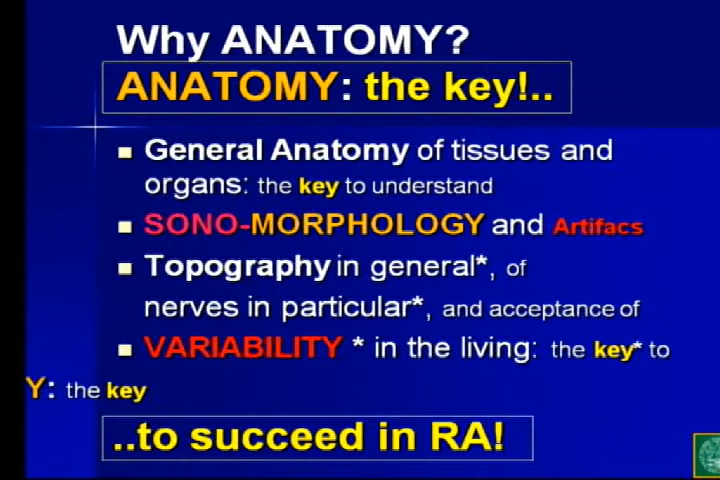 Why ANATOMY?
ANATOMY: the key!..
General Anatomy of tissues and
organs: the key to understand
SONO-MORPHOLOGY and Artifacs
Topography in general*, of
nerves in particular*, and acceptance of
VARIABILITY * in the living: the key* to
Y: the key
..to succeed in RA!